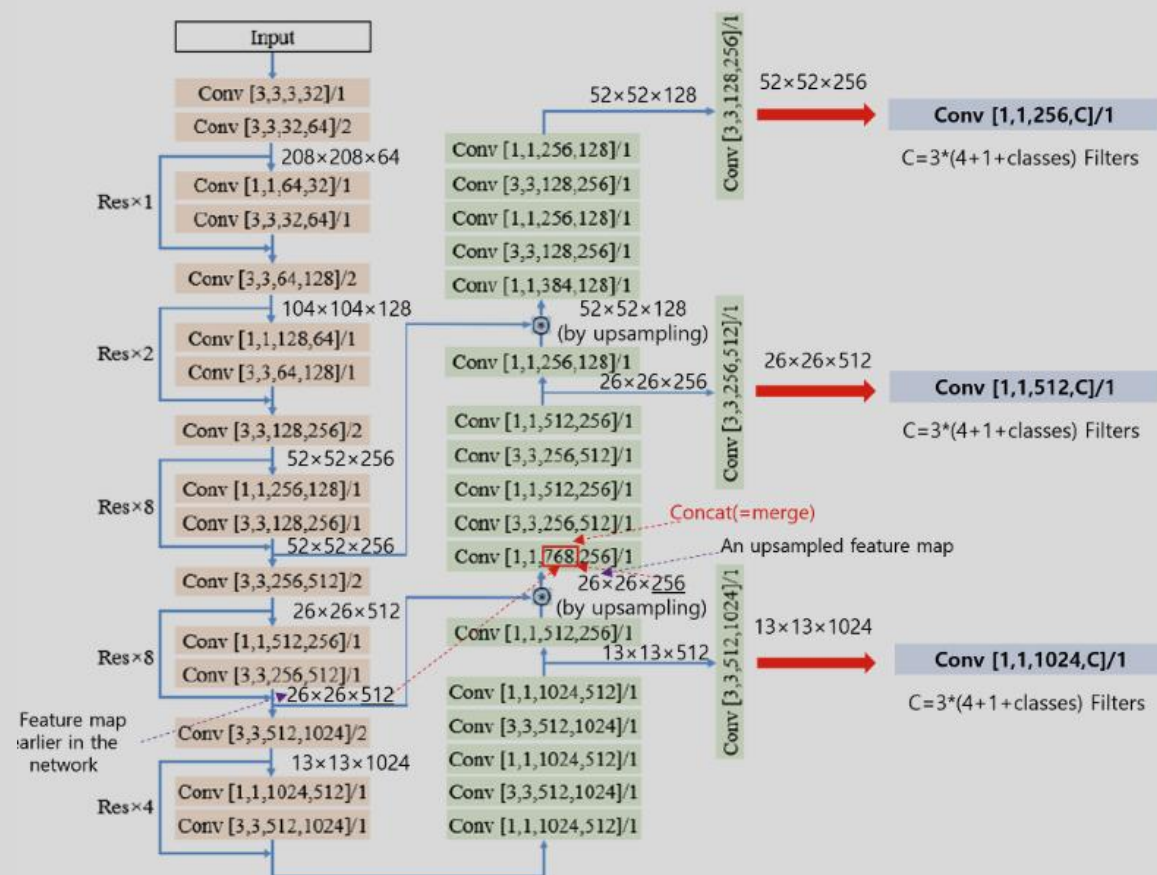 Input
Conv [3,3,3,32]/1
Conv [3,3,32,64]/2
208×208×64
Res×1
Conv [1,1,64,32]/1
Conv [3,3,32,64]/1
Conv [3,3,64,128]/2
104×104×128
Res×2
Conv [1,1,128,64]/1
Conv [3,3,64,128]/1
Conv [3,3,128,256]/2
52×52×256
Res×8
Conv [1,1,256,128]/1
Conv [3,3,128,256]/1
52×52×256
Conv [3,3,256,512]/2
26×26×512
Res×8
Conv [1,1,512,256]/1
Conv [3,3,256,512]/1
26×26×512
Feature map
earlier in the
network
Conv [3,3,512,1024]/2
13×13×1024
Res×4
Conv [1,1,1024,512]/1
Conv [3,3,512,1024]/1
52×52×128
Conv [1,1,256,128]/1
Conv [3,3,128,256]/1
Conv [1,1,256,128]/1
Conv [3,3,128,256]/1
Conv [1,1,384,128]/1
52×52×128
(by upsampling)
Conv [1,1,256,128]/1
26×26×256
Conv [1,1,512,256]/1
Conv [3,3,256,512]/1
Conv [1,1,512,256]/1
Conv [3,3,256,512]/1
Concat(=merge)
Conv [1,1,768,256]/1
An upsampled feature map
26×26×256
(by upsampling)
Conv [1,1,512,256]/1
13×13×512
Conv [1,1,1024,512]/1
Conv [3,3,512,1024]/1
Conv [1,1,1024,512]/1
Conv [3,3,512,1024]/1
Conv [1,1,1024,512]/1
Conv [3,3,128,256]/1
52×52×256
Conv [1,1,256,C]/1
C=3*(4+1+classes) Filters
Conv [3,3,256,512]/1
26×26×512
Conv [1,1,512,C]/1
C=3*(4+1+classes) Filters
Conv [3,3,512,1024]/1
13×13×1024
Conv [1,1,1024,C]/1
C=3*(4+1+classes) Filters